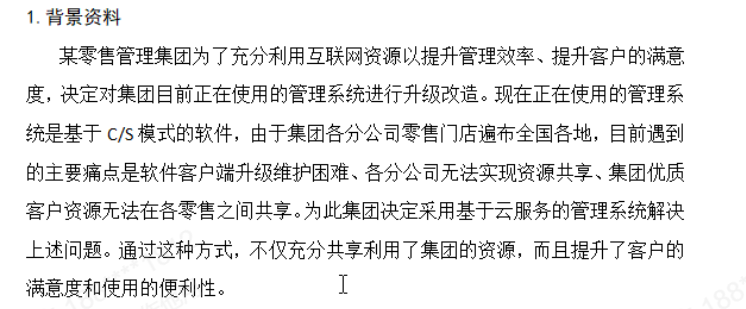 1. 背景资料
某零售管理集团为了充分利用互联网资源以提升管理效率、提升客户的满意
度，决定对集团目前正在使用的管理系统进行升级改造。现在正在使用的管理系
统是基于 C/S 模式的软件，由于集团各分公司零售门店遍布全国各地，目前遇到
的主要痛点是软件客户端升级维护困难、各分公司无法实现资源共享、集团优质
客户资源无法在各零售之间共享。为此集团决定采用基于云服务的管理系统解决
上述问题。通过这种方式，不仅充分共享利用了集团的资源，而且提升了客户的
满意度和使用的便利性。